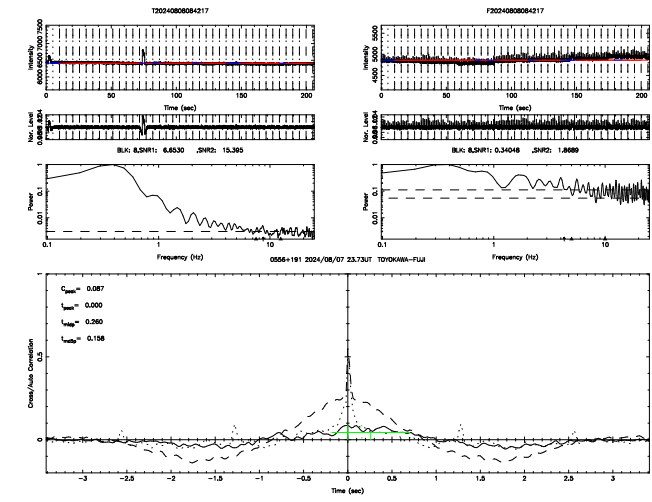 T20240808084217
F20240808084217
Intensity
6000 6500 7000 7500
0 50 100 150 200
Time (sec)
Intensity
4500 5000 5500
0 50 100 150 200
Time (sec)
Nor. Level
Nor. Level
BLK: 8,SNR1: 6.6530 ,SNR2: 15.395
BLK: 8,SNR1: 0.34048 ,SNR2: 1.8689
Power
1
0.1
0.01
0.1 1 10
Frequency (Hz)
Power
1
0.1
0.01
0.1 1 10
Frequency (Hz)
0556+191 2024/08/07 23.73UT TOYOKAWA-FUJI
Cross/Auto Correlation
1
0.5
0
Cpeak= 0.087
tpeak= 0.000
tmidp= 0.260
tmd2p= 0.158
-3 -2.5 -2 -1.5 -1 -0.5 0 0.5 1 1.5 2 2.5 3
Time (sec)